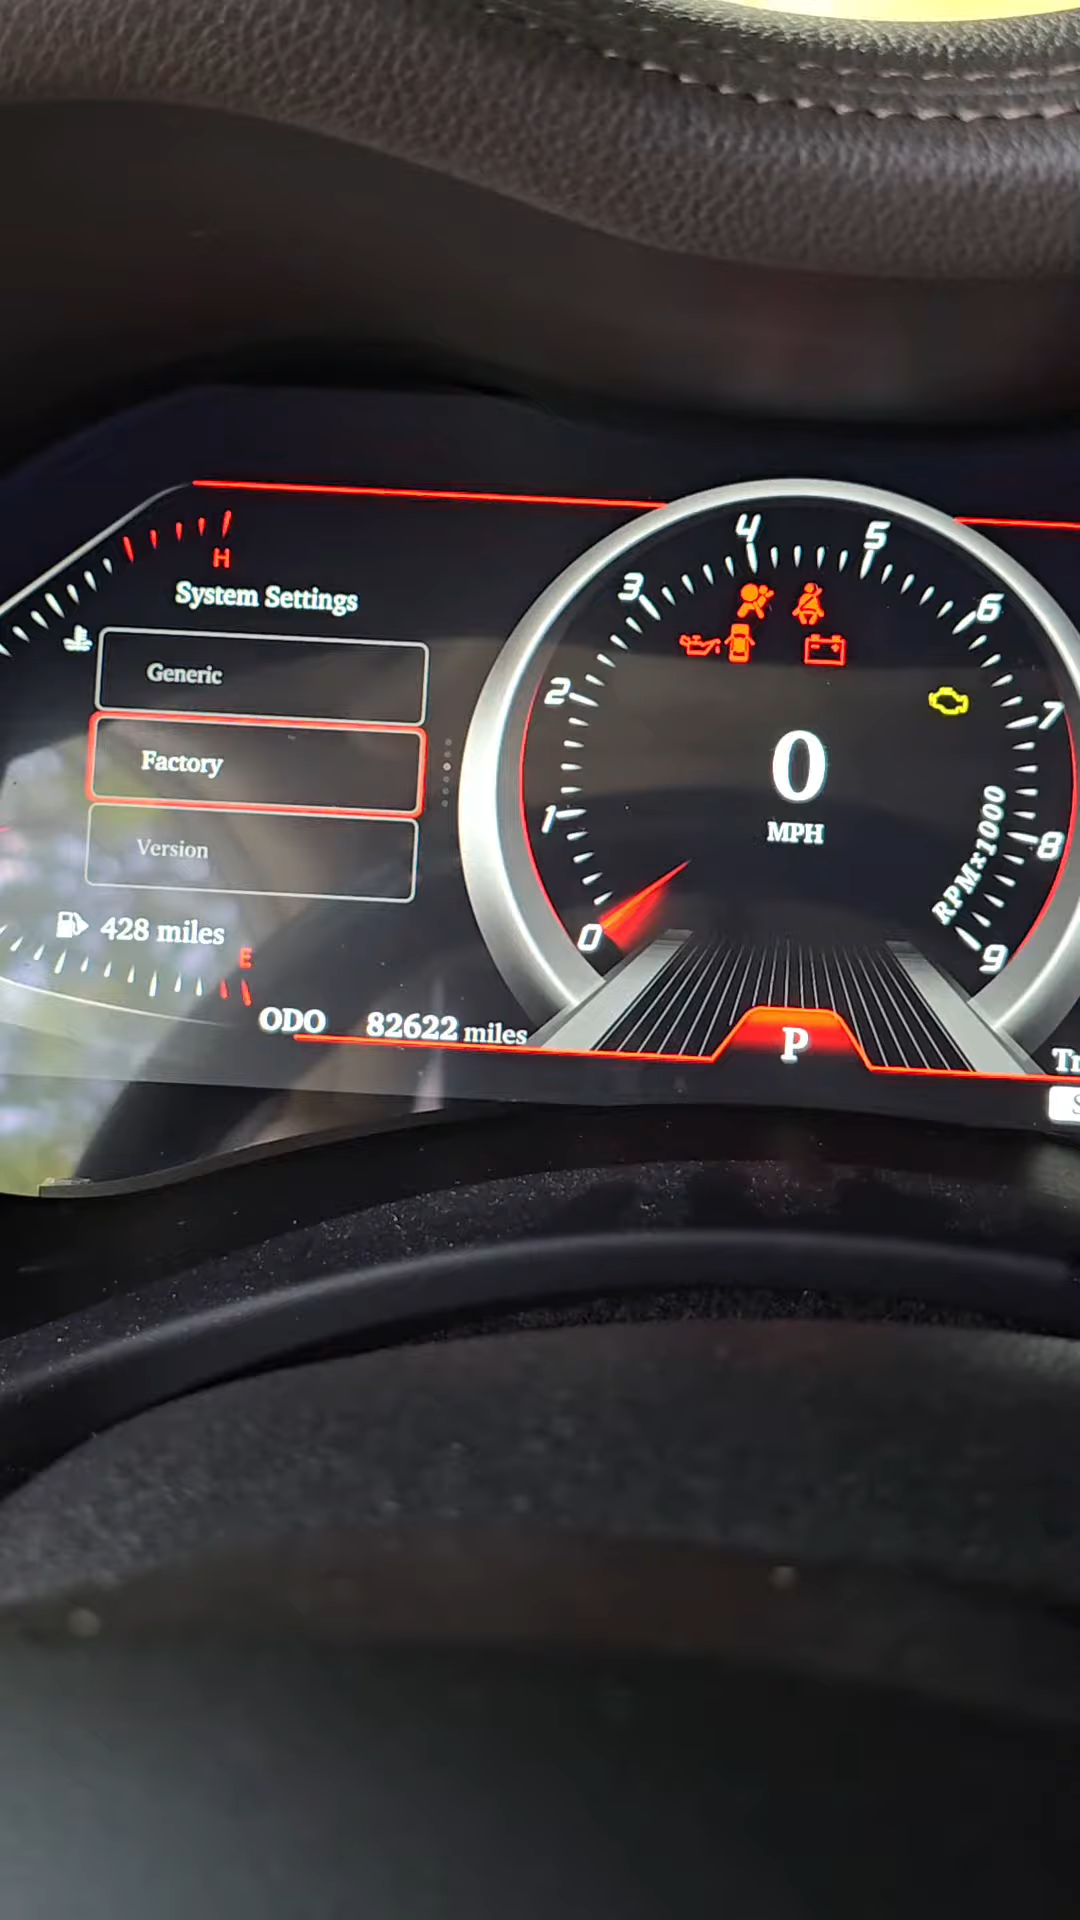 H
System Settings
Generic
Factory
Version
428 miles
E
ODO 82622 miles
0
1
2
3
4
5
6
7
8
9
RPMx1000
0
MPH
P